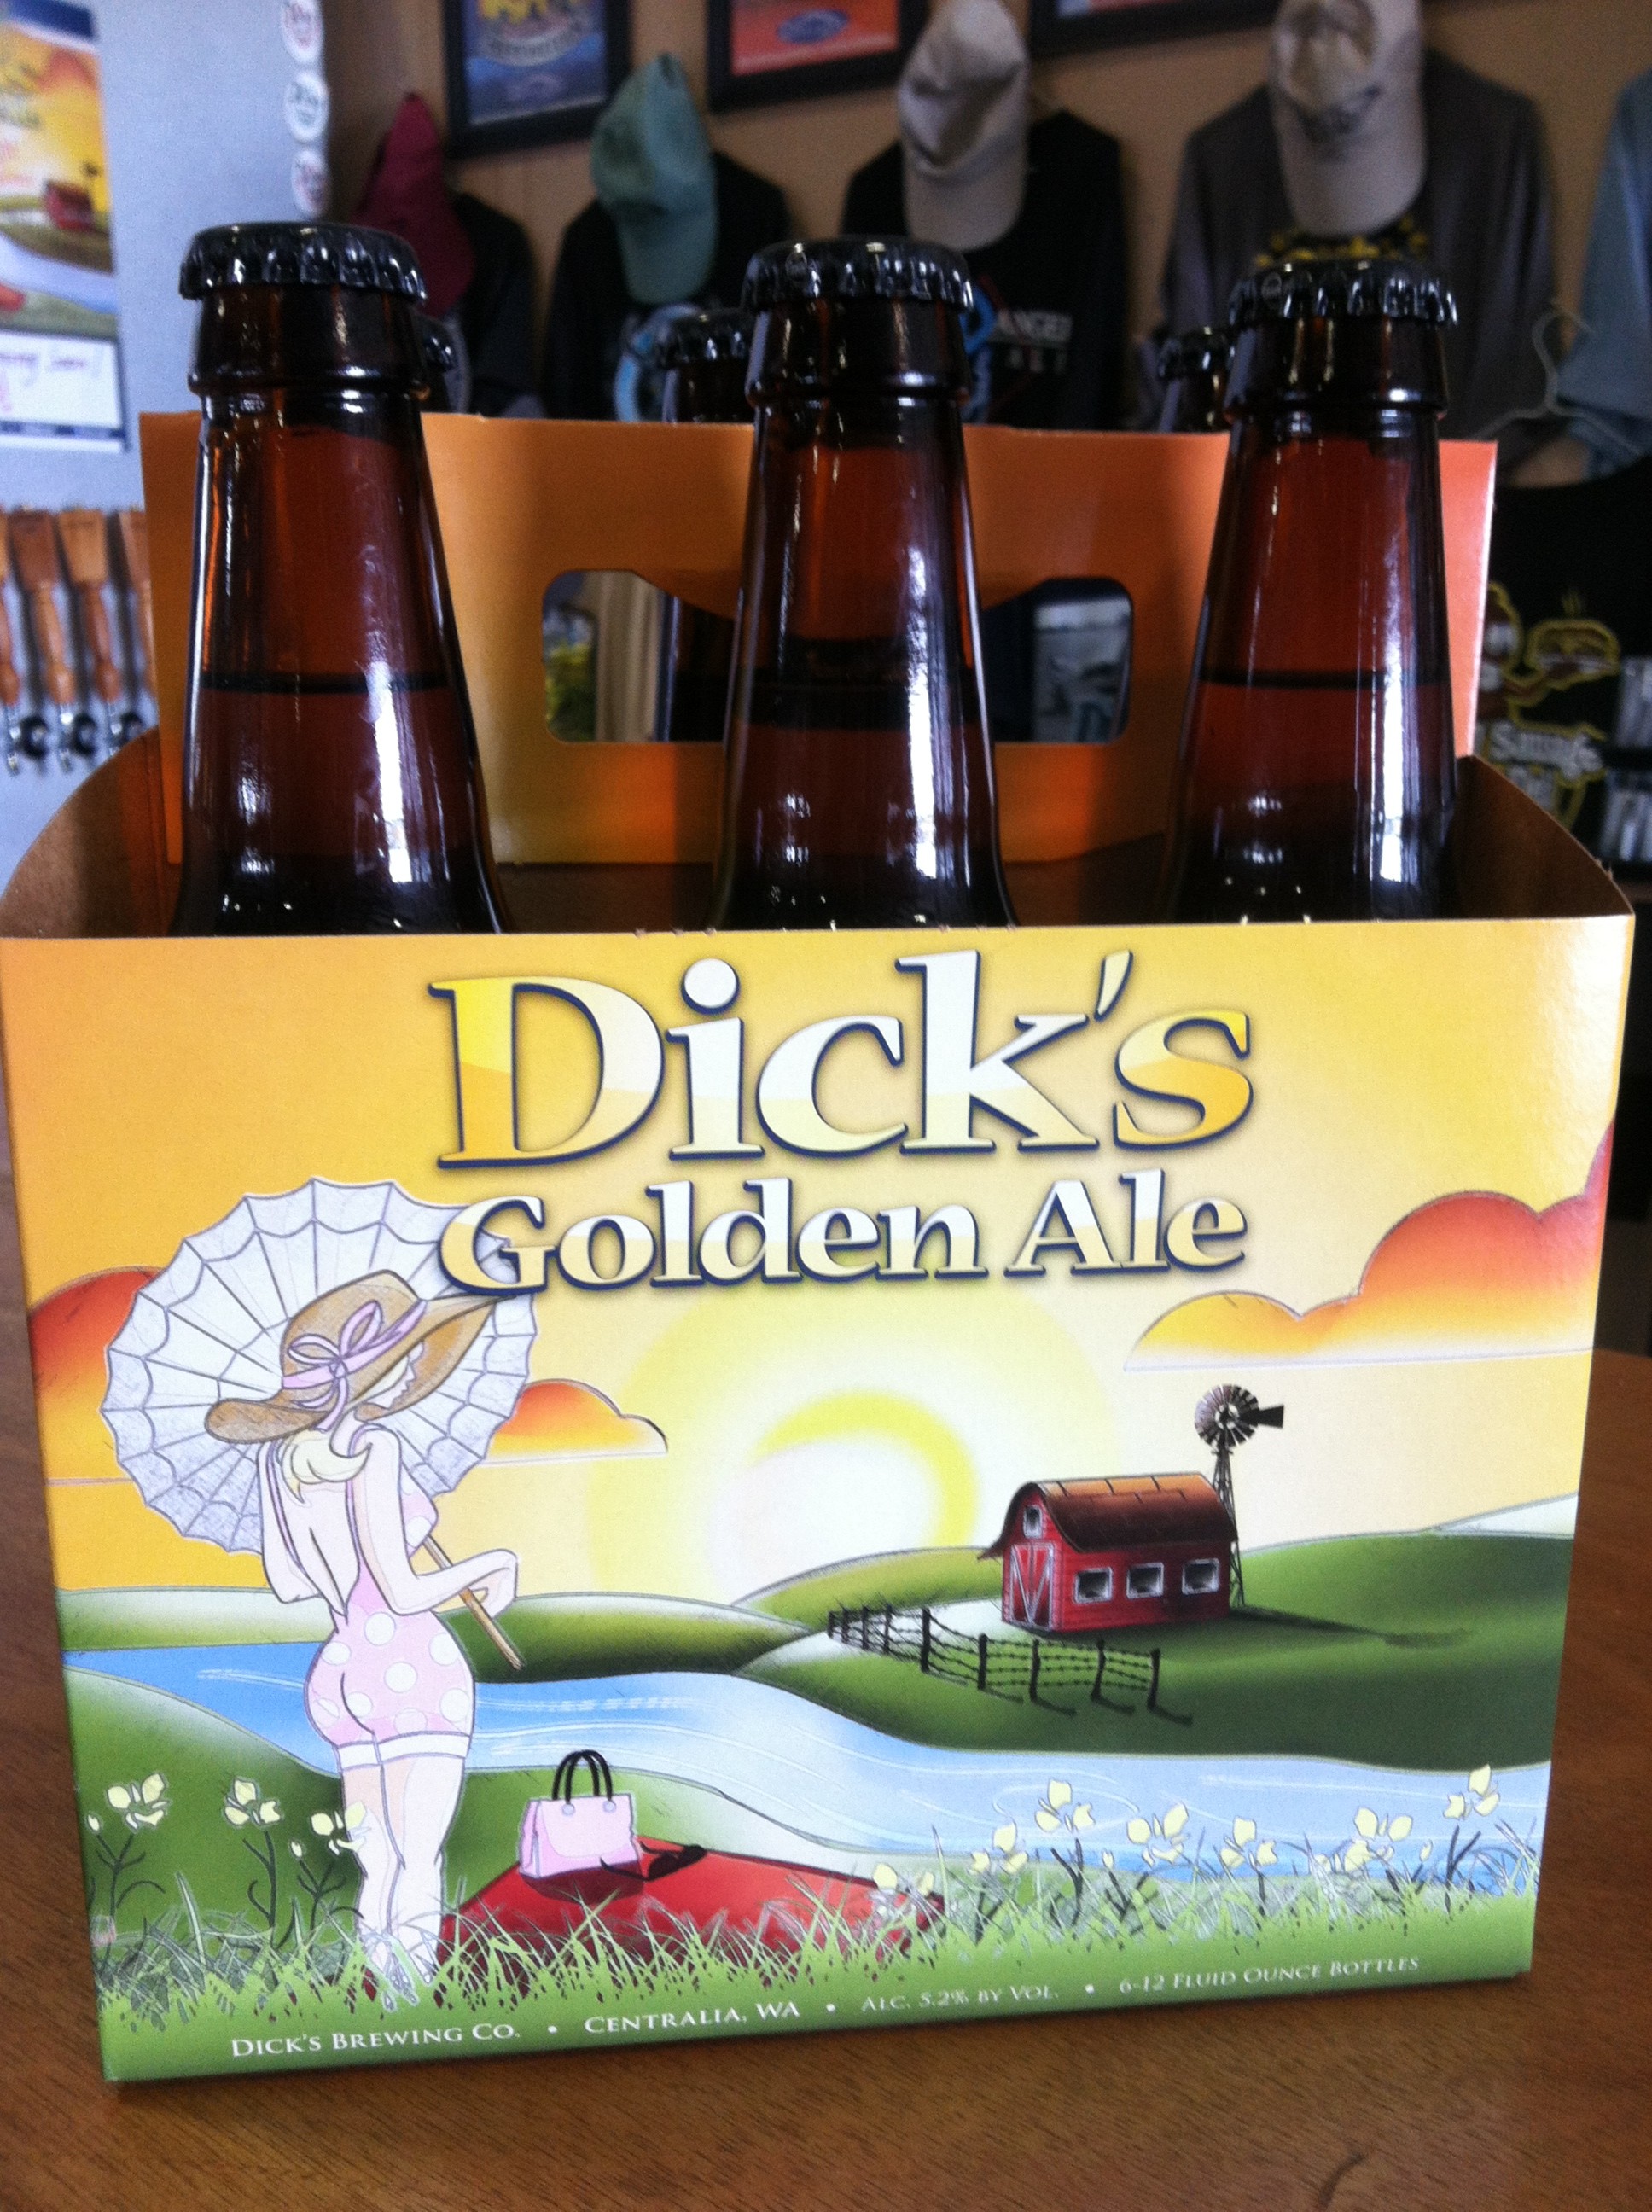 Dick's
Golden Ale
Dick's Brewing Co. • Centralia, WA • Alc. 5.2% by Vol. • 6-12 Fluid Ounce Bottles